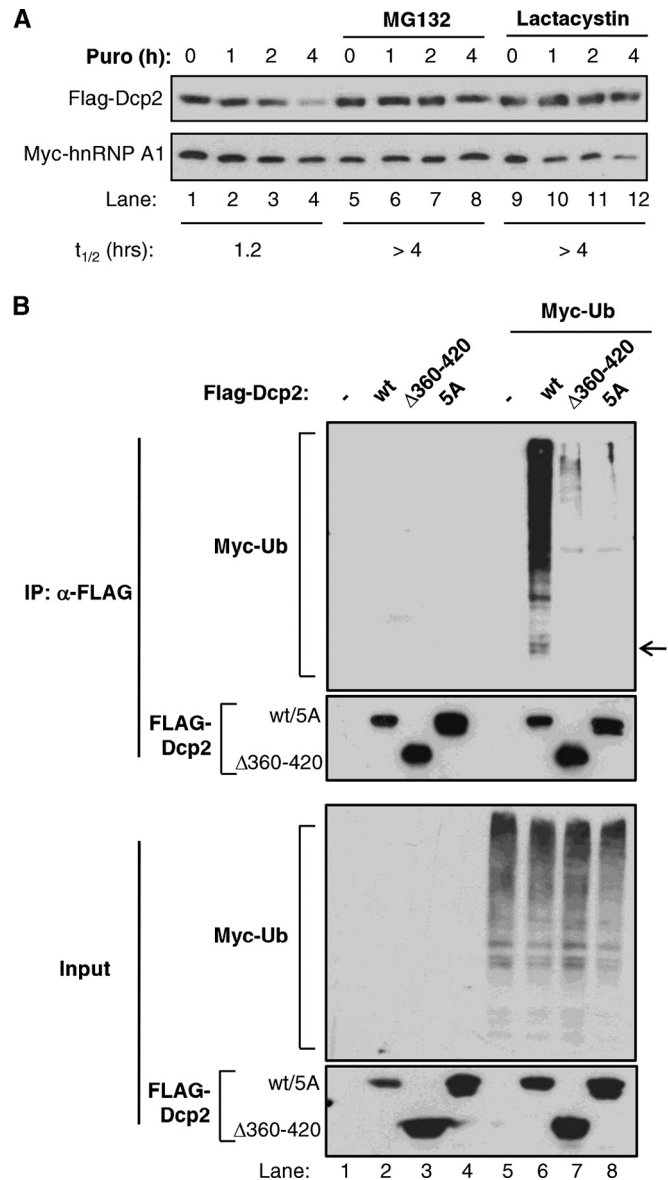 A
MG132
Lactacystin
Puro (h): 0 1 2 4 0 1 2 4 0 1 2 4
Flag-Dcp2
Myc-hnRNP A1
Lane: 1 2 3 4 5 6 7 8 9 10 11 12
t1/2 (hrs): 1.2 > 4 > 4
B
Myc-Ub
Flag-Dcp2: - wt Δ360-420 5A - wt Δ360-420 5A
Myc-Ub
IP: α-FLAG
←
FLAG-Dcp2
wt/5A
Δ360-420
Myc-Ub
Input
FLAG-Dcp2
wt/5A
Δ360-420
Lane: 1 2 3 4 5 6 7 8